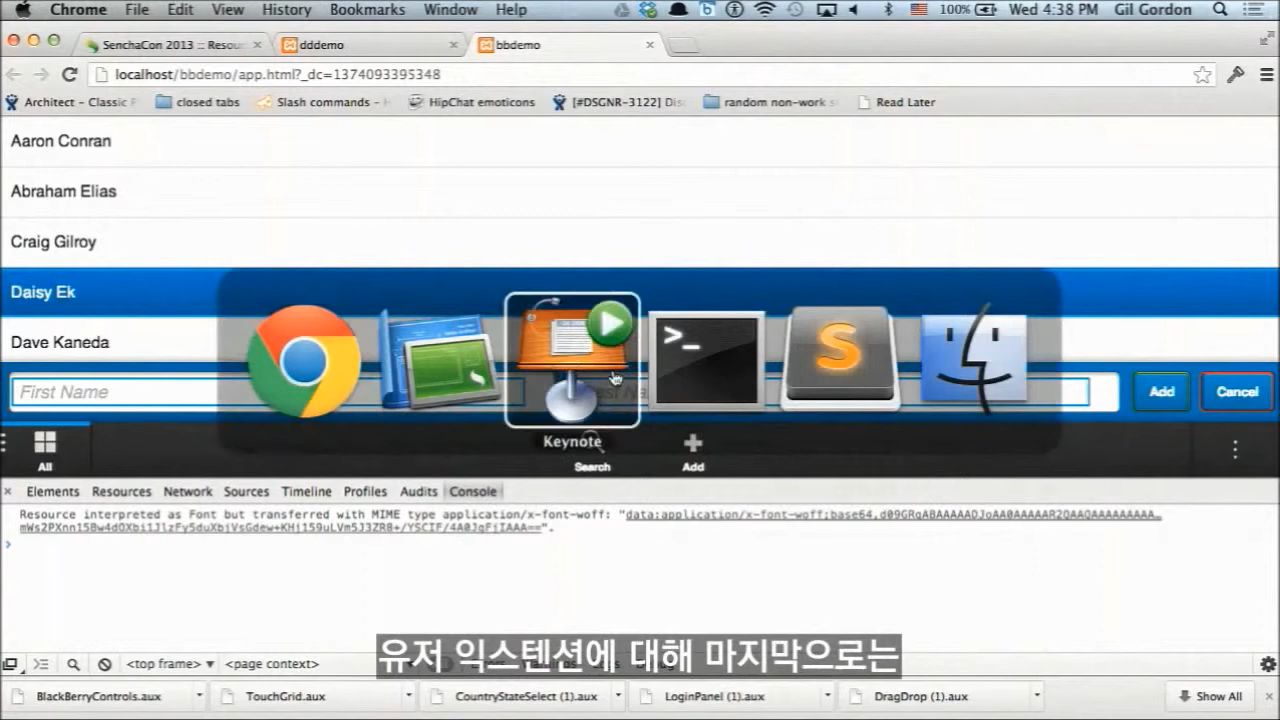 Chrome File Edit View History Bookmarks Window Help 100% Wed 4:38 PM Gil Gordon
SenchaCon 2013 :: Resou dddemo bbdemo
localhost/bbdemo/app.html?_dc=1374093395348
Architect - Classic closed tabs Slash commands - HipChat emoticons [#DSGNR-3122] Dis random non-work s Read Later
Aaron Conran
Abraham Elias
Craig Gilroy
Daisy Ek
Dave Kaneda
First Name Add Cancel
Keynote
All Search Add
Elements Resources Network Sources Timeline Profiles Audits Console
Resource interpreted as Font but transferred with MIME type application/x-font-woff:
유저 익스텐션에 대해 마지막으로는
<top frame> <page context>
BlackBerryControls.aux TouchGrid.aux CountryStateSelect (1).aux LoginPanel (1).aux DragDrop (1).aux Show All